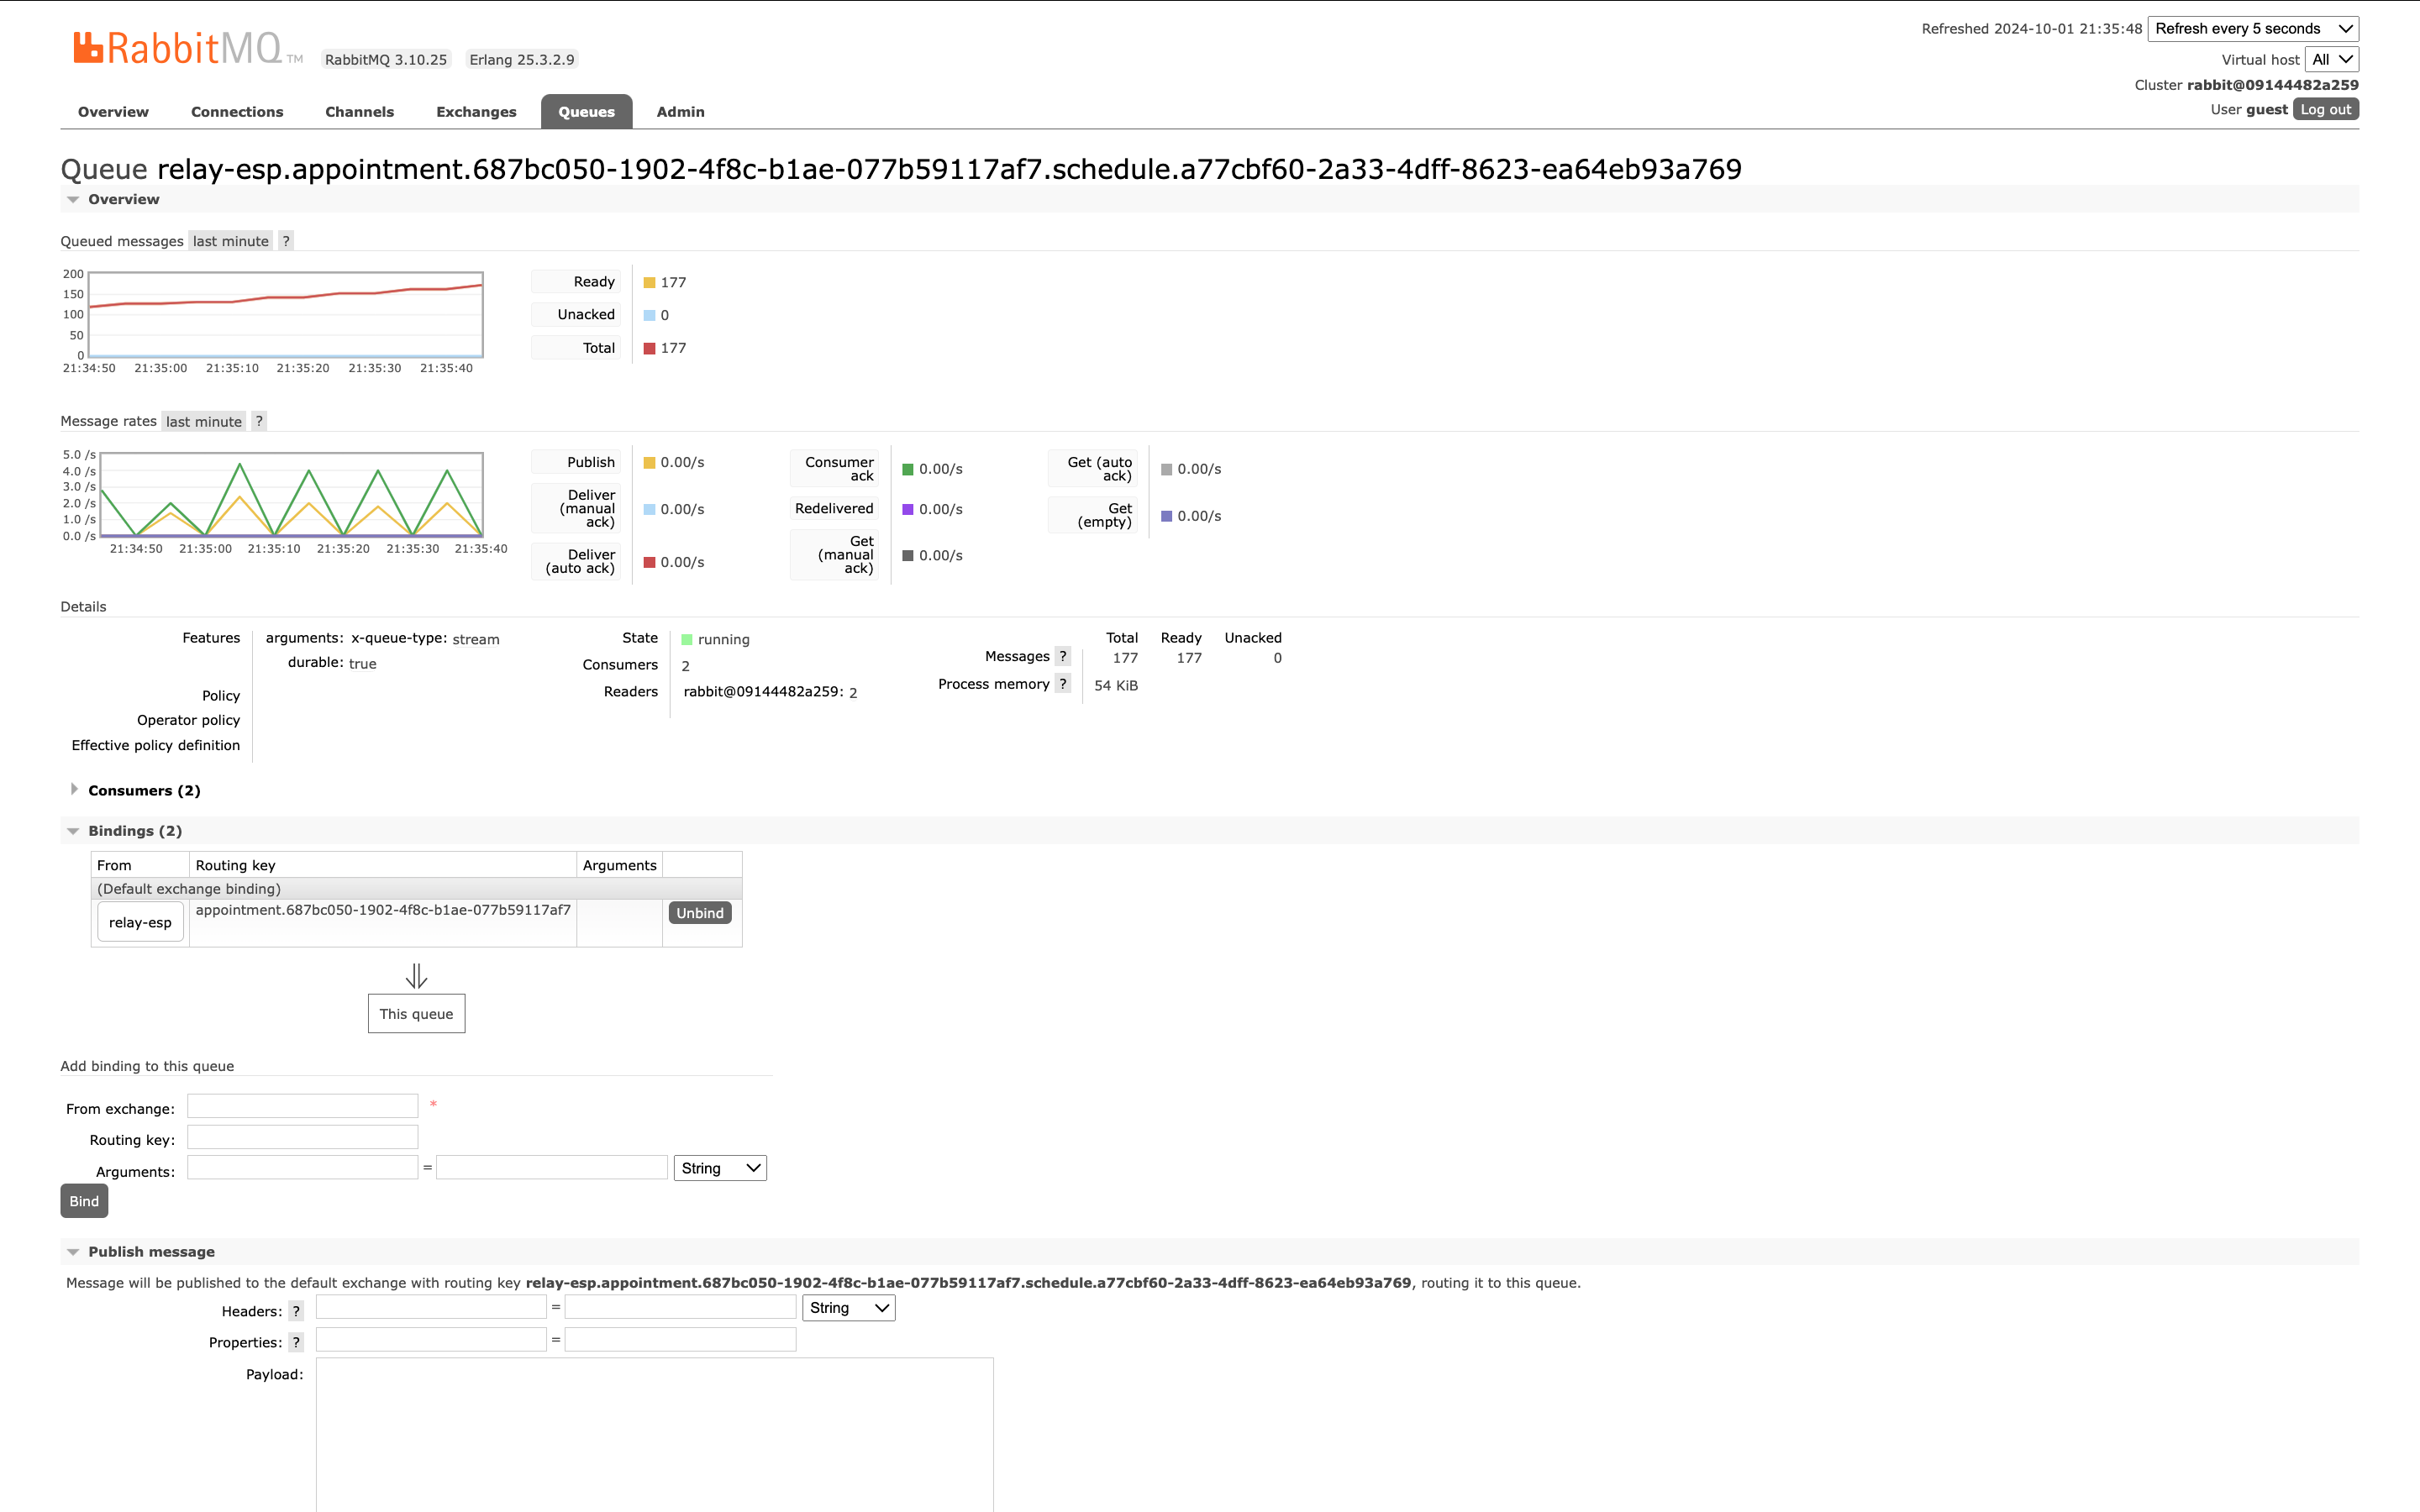 RabbitMQ TM RabbitMQ 3.10.25 Erlang 25.3.2.9
Refreshed 2024-10-01 21:35:48 Refresh every 5 seconds
Virtual host All
Cluster rabbit@09144482a259
User guest Log out
Overview Connections Channels Exchanges Queues Admin
Queue relay-esp.appointment.687bc050-1902-4f8c-b1ae-077b59117af7.schedule.a77cbf60-2a33-4dff-8623-ea64eb93a769
Overview
Queued messages last minute ?
200
150
100
50
0
21:34:50 21:35:00 21:35:10 21:35:20 21:35:30 21:35:40
Ready 177
Unacked 0
Total 177
Message rates last minute ?
5.0 /s
4.0 /s
3.0 /s
2.0 /s
1.0 /s
0.0 /s
21:34:50 21:35:00 21:35:10 21:35:20 21:35:30 21:35:40
Publish 0.00/s
Deliver
(manual 0.00/s
ack)
Deliver
(auto ack) 0.00/s
Consumer
ack 0.00/s
Redelivered 0.00/s
Get
(manual 0.00/s
ack)
Get (auto
ack) 0.00/s
Get
(empty) 0.00/s
Details
Features arguments: x-queue-type: stream
durable: true
Policy
Operator policy
Effective policy definition
State running
Consumers 2
Readers rabbit@09144482a259: 2
Total Ready Unacked
Messages ? 177 177 0
Process memory ? 54 KiB
Consumers (2)
Bindings (2)
From Routing key Arguments
(Default exchange binding)
relay-esp appointment.687bc050-1902-4f8c-b1ae-077b59117af7 Unbind
⇓
This queue
Add binding to this queue
From exchange: *
Routing key:
Arguments: = String
Bind
Publish message
Message will be published to the default exchange with routing key relay-esp.appointment.687bc050-1902-4f8c-b1ae-077b59117af7.schedule.a77cbf60-2a33-4dff-8623-ea64eb93a769, routing it to this queue.
Headers: ? = String
Properties: ? =
Payload: